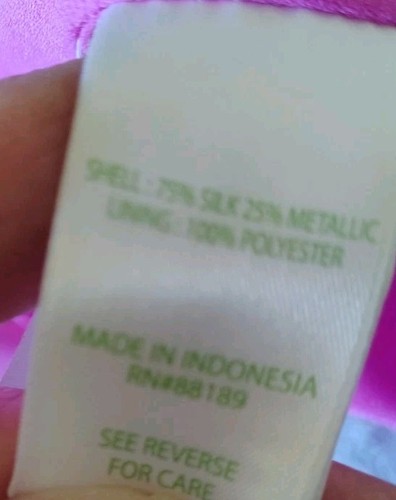 SHELL : 75% SILK 25% METALLIC
LINING : 100% POLYESTER
MADE IN INDONESIA
RN#88189
SEE REVERSE
FOR CARE